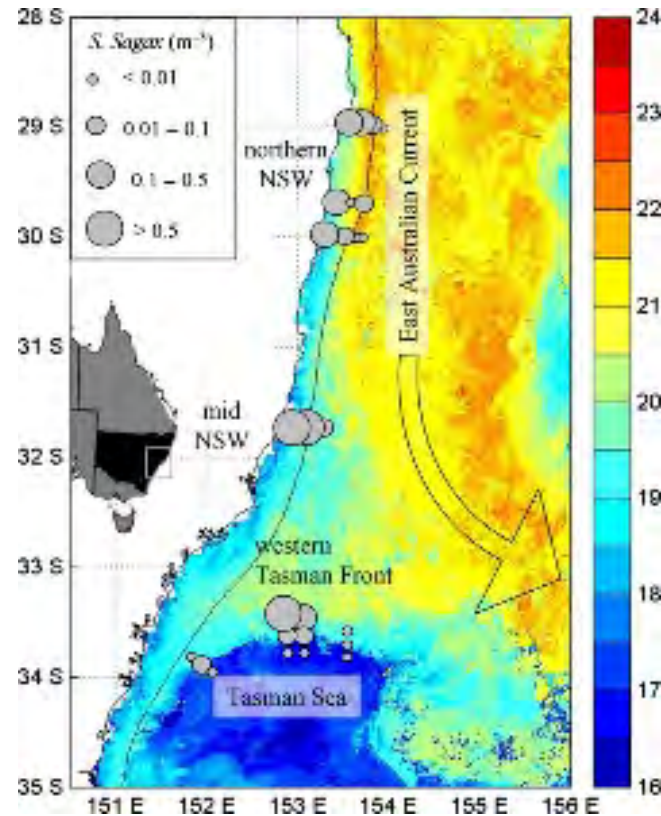 28 S
29 S
30 S
31 S
32 S
33 S
34 S
35 S
S. Sagax (m⁻³)
< 0.01
0.01 – 0.1
0.1 – 0.5
> 0.5
northern
NSW
mid
NSW
East Australian Current
western
Tasman Front
Tasman Sea
151 E
152 E
153 E
154 E
155 E
156 E
24
23
22
21
20
19
18
17
16